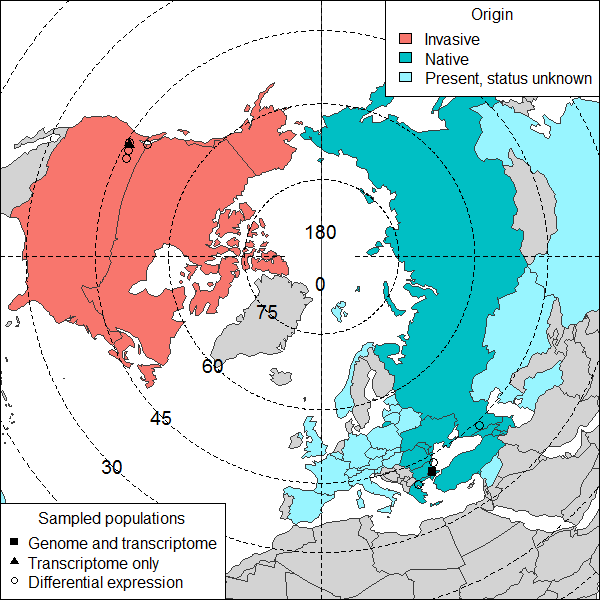 Origin
Invasive
Native
Present, status unknown
180
0
75
60
45
30
Sampled populations
Genome and transcriptome
Transcriptome only
Differential expression